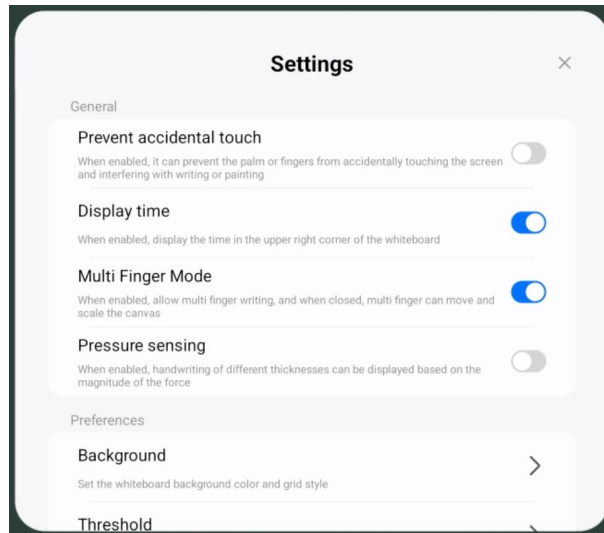 Settings
General
Prevent accidental touch
When enabled, it can prevent the palm or fingers from accidentally touching the screen
and interfering with writing or painting
Display time
When enabled, display the time in the upper right corner of the whiteboard
Multi Finger Mode
When enabled, allow multi finger writing, and when closed, multi finger can move and
scale the canvas
Pressure sensing
When enabled, handwriting of different thicknesses can be displayed based on the
magnitude of the force
Preferences
Background
Set the whiteboard background color and grid style
Threshold